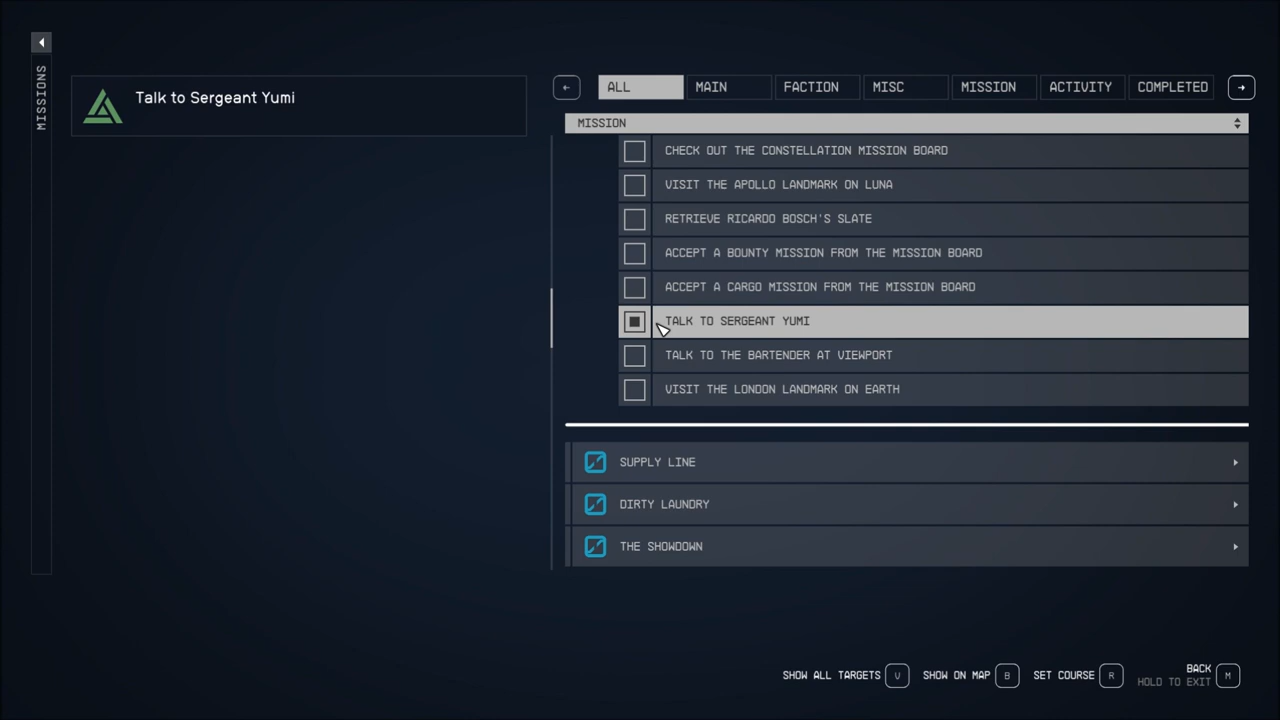 MISSIONS
Talk to Sergeant Yumi
ALL
MAIN
FACTION
MISC
MISSION
ACTIVITY
COMPLETED
MISSION
CHECK OUT THE CONSTELLATION MISSION BOARD
VISIT THE APOLLO LANDMARK ON LUNA
RETRIEVE RICARDO BOSCH'S SLATE
ACCEPT A BOUNTY MISSION FROM THE MISSION BOARD
ACCEPT A CARGO MISSION FROM THE MISSION BOARD
TALK TO SERGEANT YUMI
TALK TO THE BARTENDER AT VIEWPORT
VISIT THE LONDON LANDMARK ON EARTH
SUPPLY LINE
DIRTY LAUNDRY
THE SHOWDOWN
SHOW ALL TARGETS V
SHOW ON MAP B
SET COURSE R
BACK
HOLD TO EXIT M